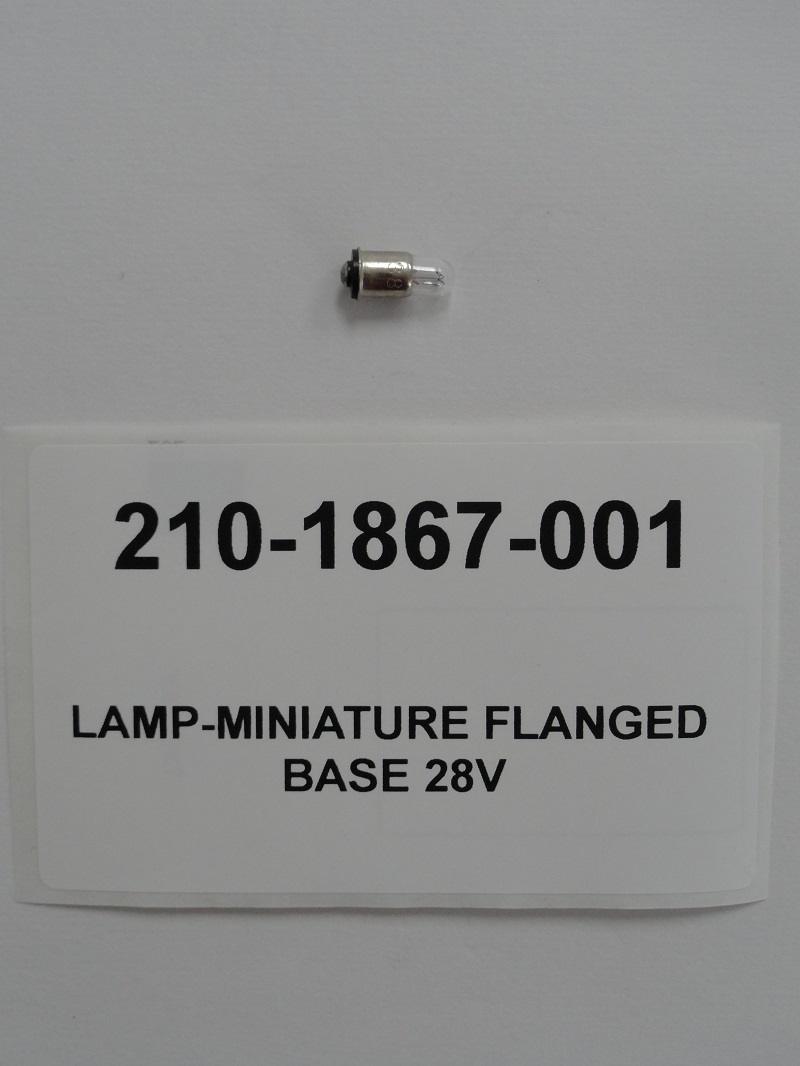 210-1867-001
LAMP-MINIATURE FLANGED
BASE 28V